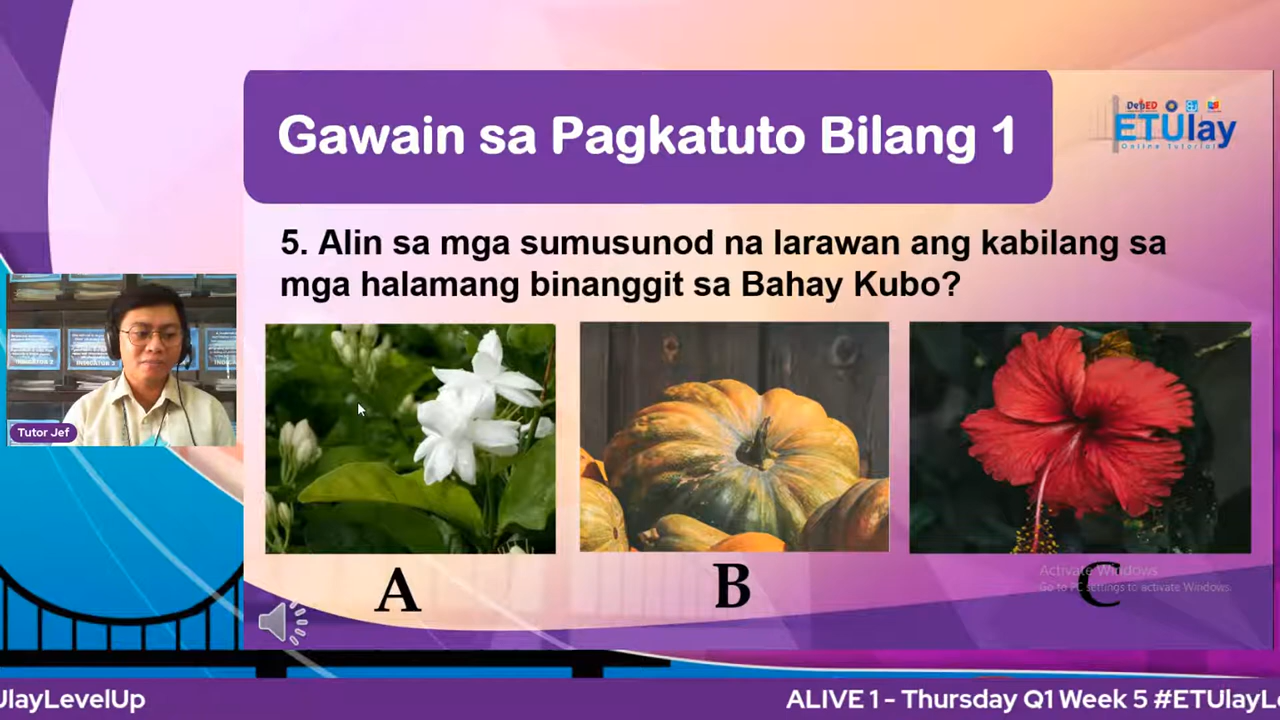 Gawain sa Pagkatuto Bilang 1
DepED
ETUlay
Online Tutorial
5. Alin sa mga sumusunod na larawan ang kabilang sa
mga halamang binanggit sa Bahay Kubo?
Tutor Jef
A
B
C
Activate Windows
Go to PC settings to activate Windows.
UlayLevelUp
ALIVE 1 - Thursday Q1 Week 5 #ETUlayLe